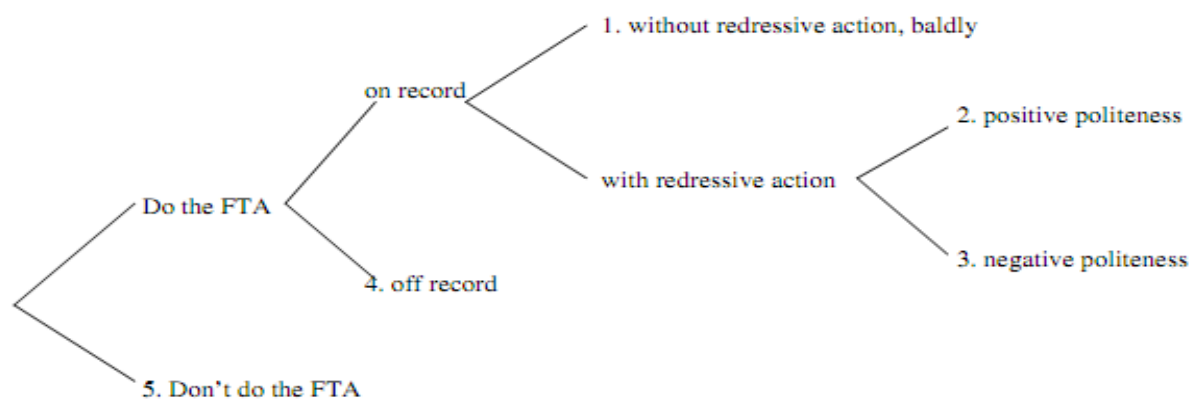 1. without redressive action, baldly
on record
2. positive politeness
with redressive action
Do the FTA
3. negative politeness
4. off record
5. Don't do the FTA